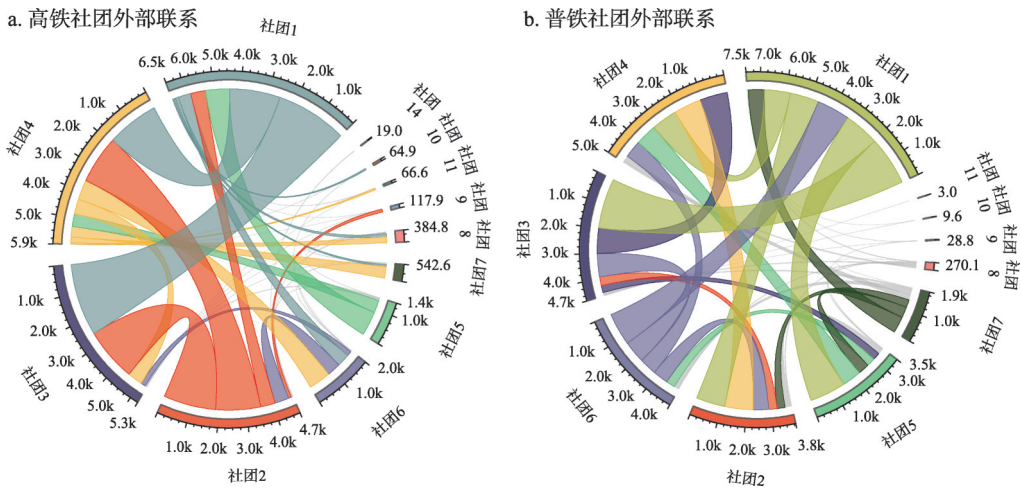 a. 高铁社团外部联系
社团1
6.5k
6.0k
5.0k
4.0k
3.0k
2.0k
1.0k
社团14
19.0
社团10
64.9
社团11
66.6
社团9
117.9
社团8
384.8
社团7
542.6
社团5
1.4k
1.0k
社团6
2.0k
1.0k
社团2
4.7k
4.0k
3.0k
2.0k
1.0k
社团3
5.3k
5.0k
4.0k
3.0k
2.0k
1.0k
社团4
5.9k
5.0k
4.0k
3.0k
2.0k
1.0k
b. 普铁社团外部联系
社团1
7.5k
7.0k
6.0k
5.0k
4.0k
3.0k
2.0k
1.0k
社团11
3.0
社团10
9.6
社团9
28.8
社团8
270.1
社团7
1.9k
1.0k
社团5
3.5k
3.0k
2.0k
1.0k
社团2
3.8k
3.0k
2.0k
1.0k
社团6
4.0k
3.0k
2.0k
1.0k
社团3
4.7k
4.0k
3.0k
2.0k
1.0k
社团4
5.0k
4.0k
3.0k
2.0k
1.0k